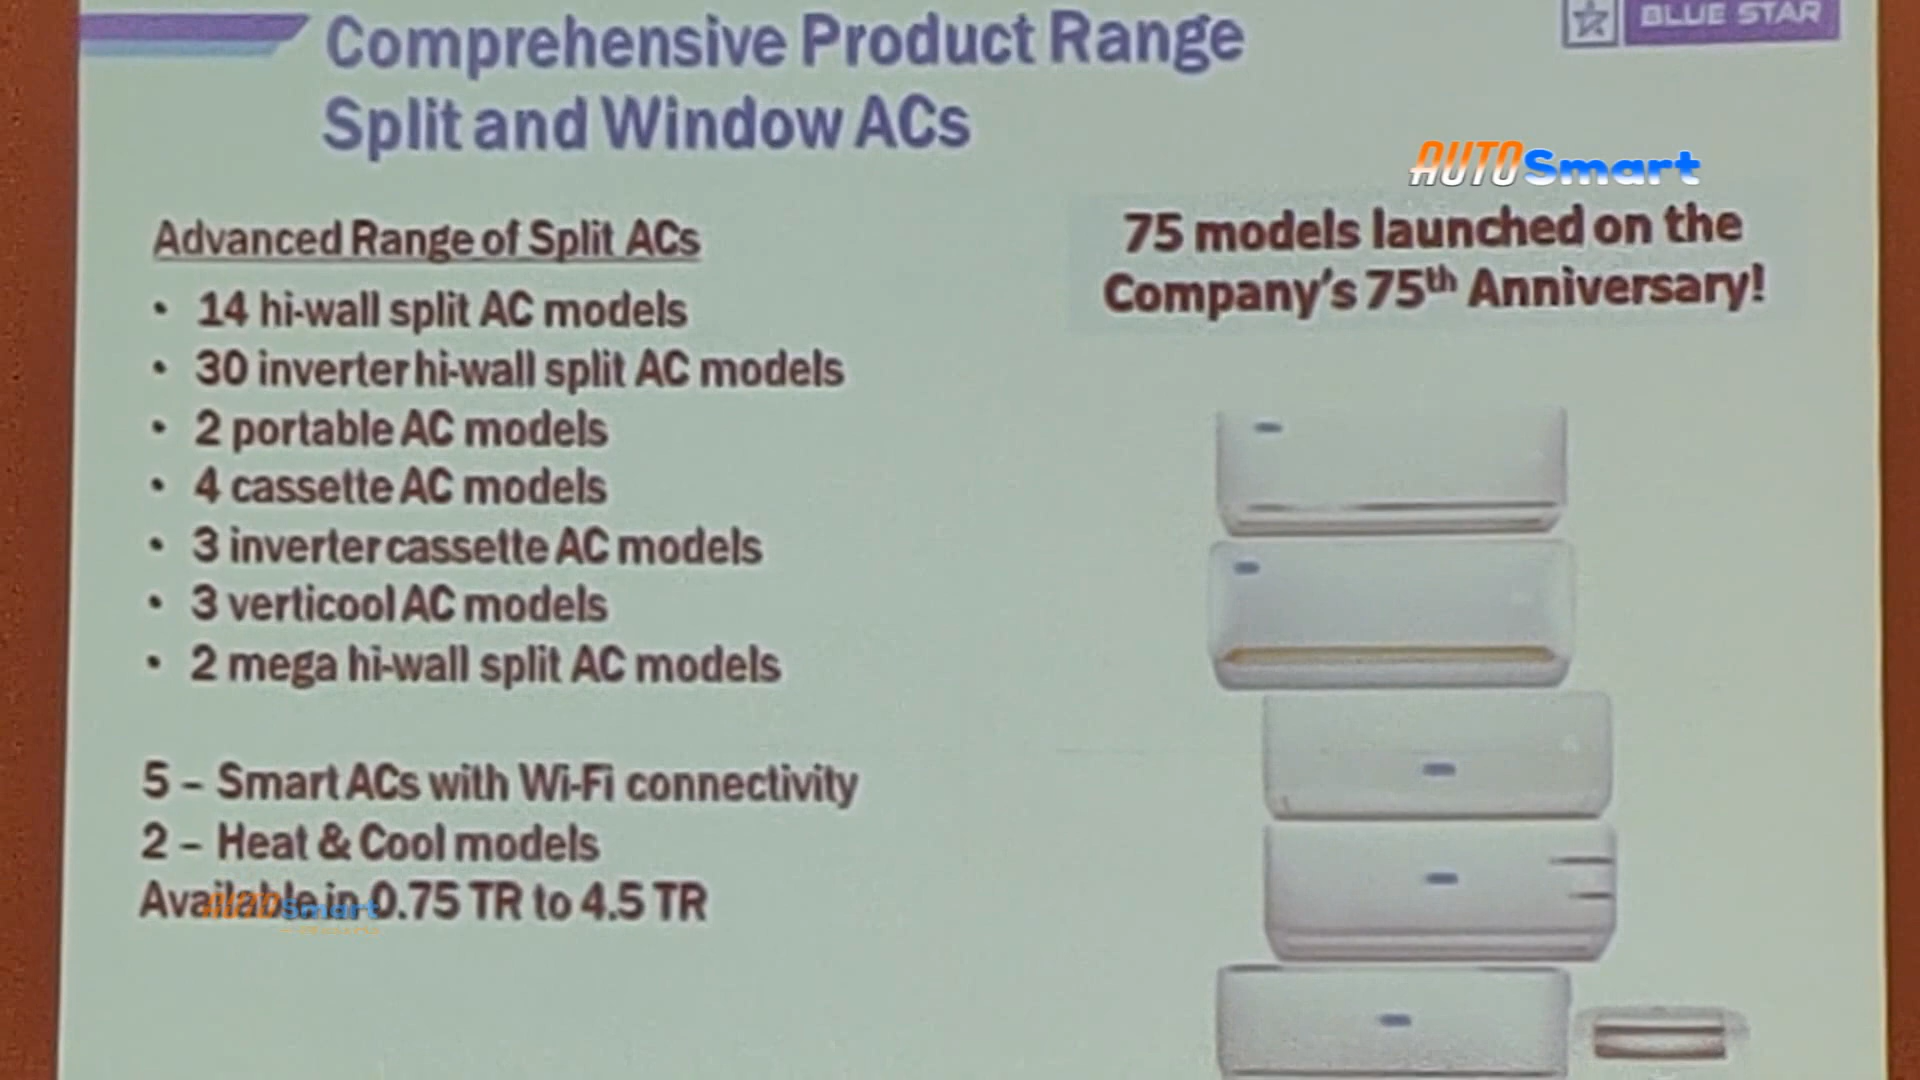 Comprehensive Product Range
Split and Window ACs
BLUE STAR
AUTOSmart
Advanced Range of Split ACs
• 14 hi-wall split AC models
• 30 inverter hi-wall split AC models
• 2 portable AC models
• 4 cassette AC models
• 3 inverter cassette AC models
• 3 verticool AC models
• 2 mega hi-wall split AC models
75 models launched on the
Company's 75th Anniversary!
5 – Smart ACs with Wi-Fi connectivity
2 – Heat & Cool models
Available in 0.75 TR to 4.5 TR
AUTOSmart